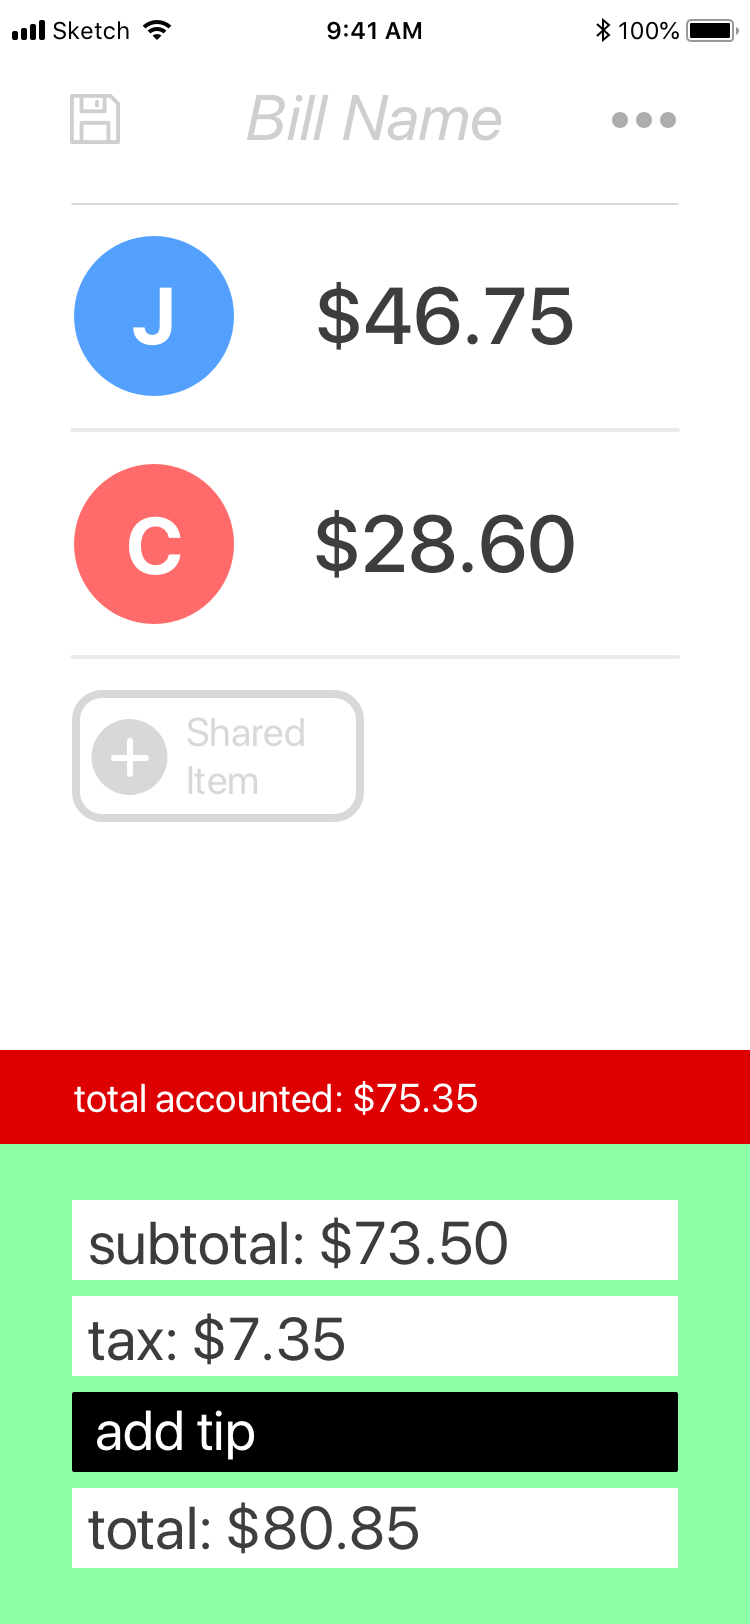 Sketch 9:41 AM 100%
Bill Name
J $46.75
C $28.60
Shared
Item
total accounted: $75.35
subtotal: $73.50
tax: $7.35
add tip
total: $80.85